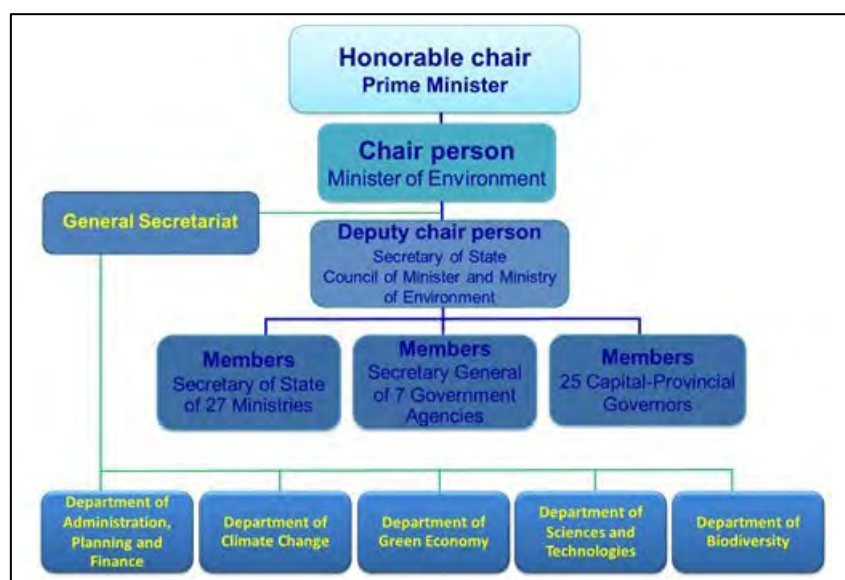 Honorable chair
Prime Minister
Chair person
Minister of Environment
General Secretariat
Deputy chair person
Secretary of State
Council of Minister and Ministry
of Environment
Members
Secretary of State
of 27 Ministries
Members
Secretary General
of 7 Government
Agencies
Members
25 Capital-Provincial
Governors
Department of
Administration,
Planning and
Finance
Department of
Climate Change
Department of
Green Economy
Department of
Sciences and
Technologies
Department of
Biodiversity